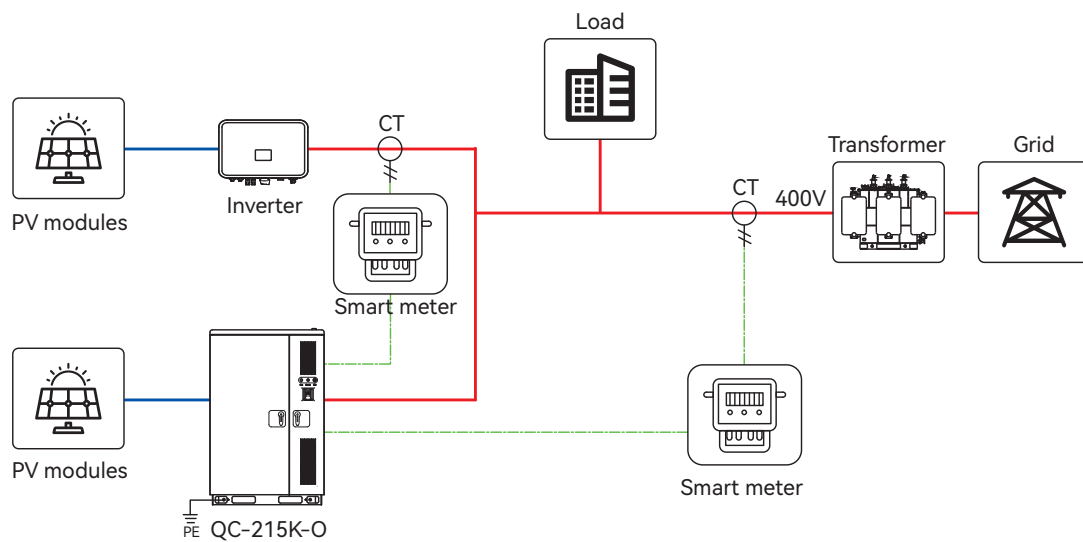 Load
CT
Transformer
Grid
PV modules
Inverter
CT
400V
Smart meter
PV modules
Smart meter
PE
QC-215K-O